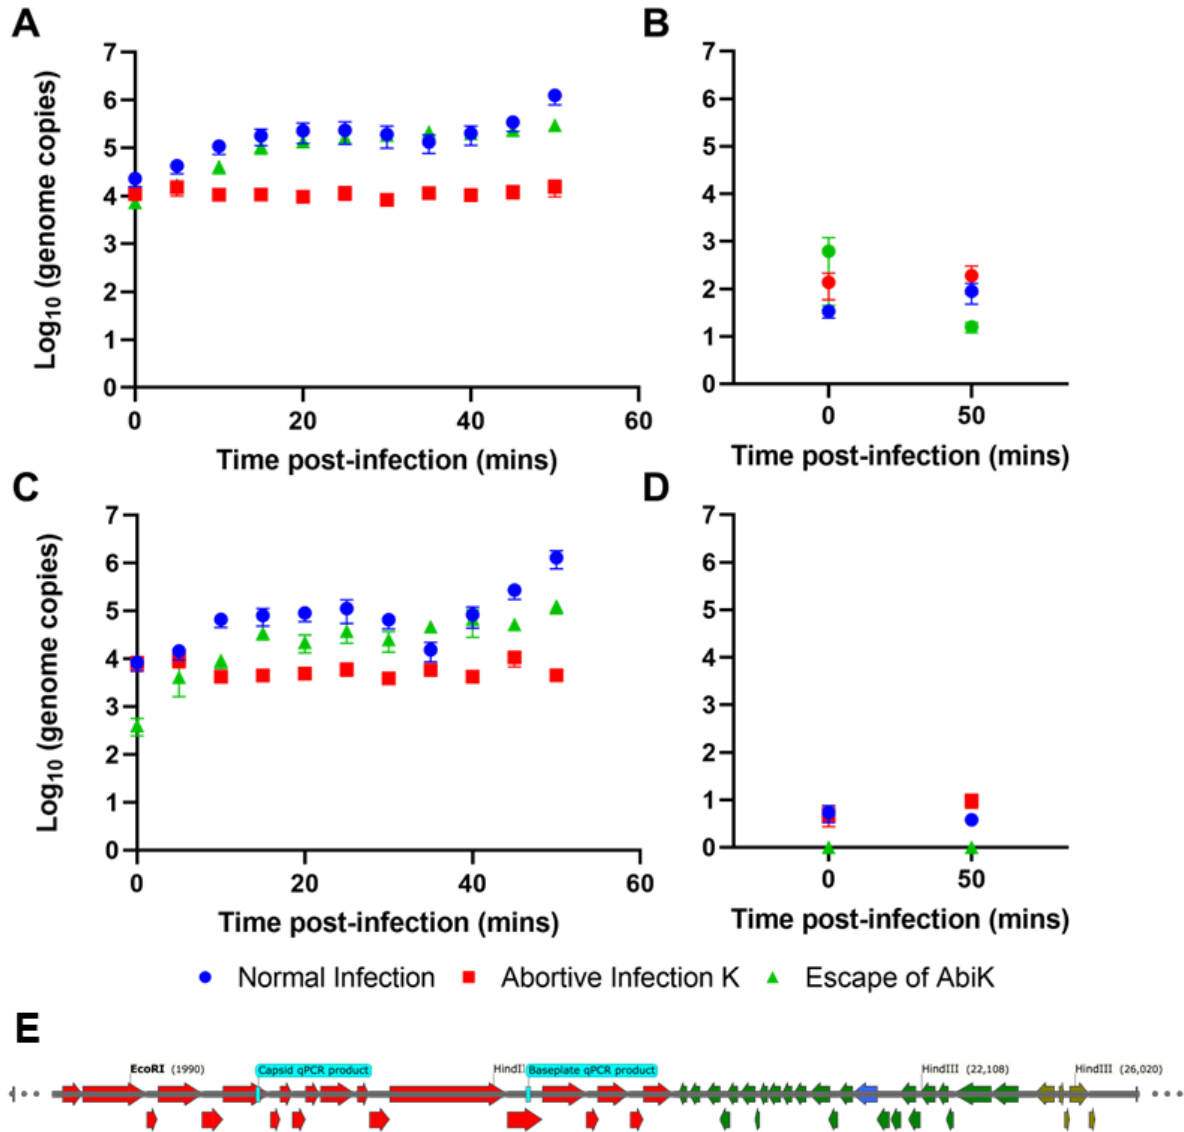 A
B
7
6
5
4
3
2
1
0
Log10 (genome copies)
0
20
40
60
Time post-infection (mins)
7
6
5
4
3
2
1
0
0
50
Time post-infection (mins)
C
D
7
6
5
4
3
2
1
0
Log10 (genome copies)
0
20
40
60
Time post-infection (mins)
7
6
5
4
3
2
1
0
0
50
Time post-infection (mins)
Normal Infection
Abortive Infection K
Escape of AbiK
E
EcoRI (1990)
Capsid qPCR product
Baseplate qPCR product
HindIII (22,108)
HindIII (26,020)